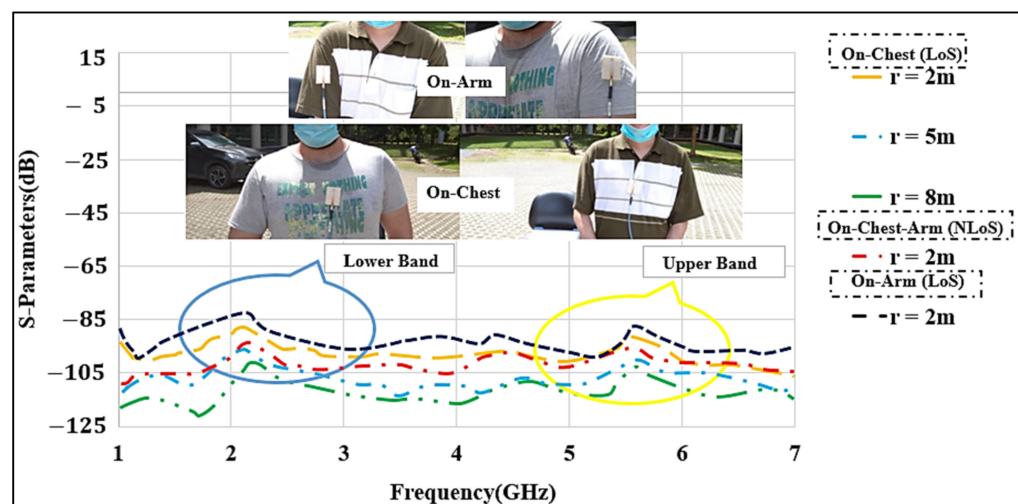 15
− 5
−25
−45
−65
−85
−105
−125
S-Parameters(dB)
1 2 3 4 5 6 7
Frequency(GHz)
On-Arm
On-Chest
Lower Band
Upper Band
On-Chest (LoS)
r = 2m
r = 5m
r = 8m
On-Chest-Arm (NLoS)
r = 2m
On-Arm (LoS)
r = 2m